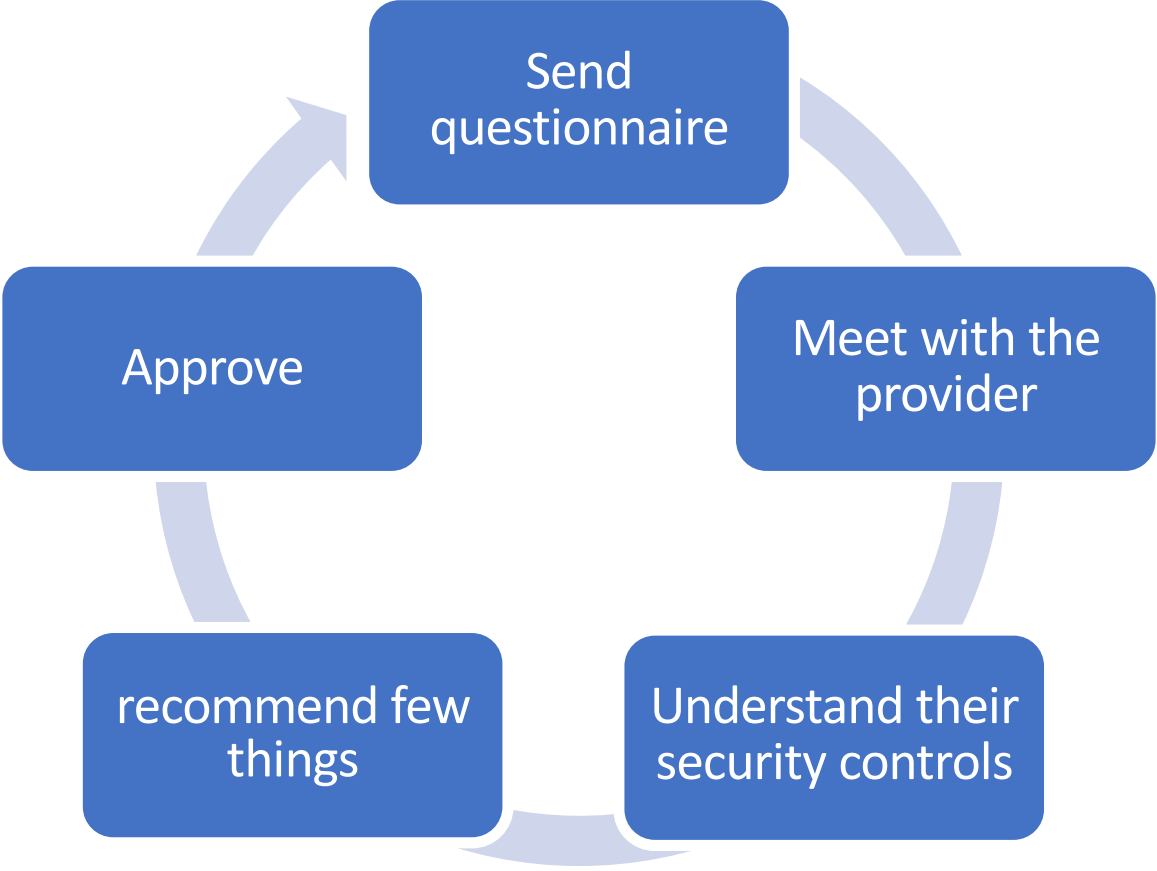 Send
questionnaire
Meet with the
provider
Understand their
security controls
recommend few
things
Approve